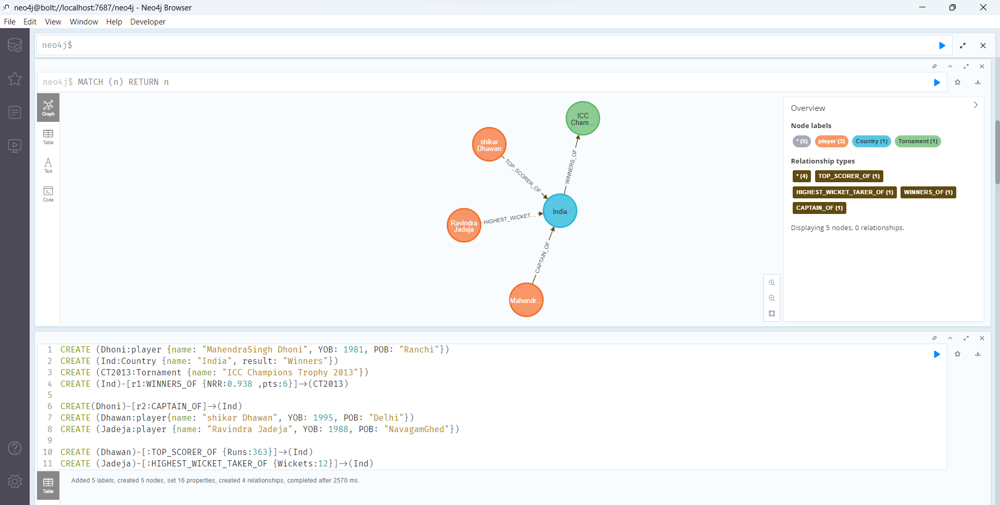 neo4j@bolt://localhost:7687/neo4j - Neo4j Browser
File Edit View Window Help Developer
neo4j$
neo4j$ MATCH (n) RETURN n
Graph
Table
Text
Code
ICC
Cham...
shikar
Dhawan
WINNERS_OF
TOP_SCORER_OF
India
Ravindra
Jadeja
HIGHEST_WICKET...
CAPTAIN_OF
Mahendr...
Overview
Node labels
* (5) player (3) Country (1) Tornament (1)
Relationship types
* (4) TOP_SCORER_OF (1)
HIGHEST_WICKET_TAKER_OF (1) WINNERS_OF (1)
CAPTAIN_OF (1)
Displaying 5 nodes, 0 relationships.
1 CREATE (Dhoni:player {name: "MahendraSingh Dhoni", YOB: 1981, POB: "Ranchi"})
2 CREATE (Ind:Country {name: "India", result: "Winners"})
3 CREATE (CT2013:Tornament {name: "ICC Champions Trophy 2013"})
4 CREATE (Ind)-[r1:WINNERS_OF {NRR:0.938 ,pts:6}]->(CT2013)
5
6 CREATE(Dhoni)-[r2:CAPTAIN_OF]->(Ind)
7 CREATE (Dhawan:player{name: "shikar Dhawan", YOB: 1995, POB: "Delhi"})
8 CREATE (Jadeja:player {name: "Ravindra Jadeja", YOB: 1988, POB: "NavagamGhed"})
9
10 CREATE (Dhawan)-[:TOP_SCORER_OF {Runs:363}]->(Ind)
11 CREATE (Jadeja)-[:HIGHEST_WICKET_TAKER_OF {Wickets:12}]->(Ind)
Table
Added 5 labels, created 5 nodes, set 16 properties, created 4 relationships, completed after 2570 ms.